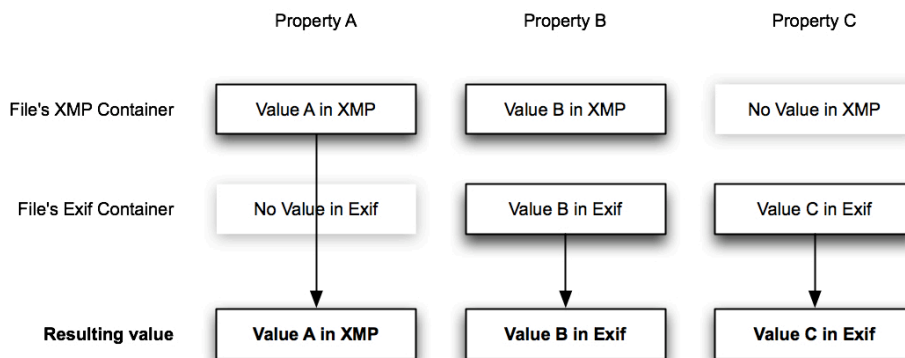 Property A Property B Property C
File's XMP Container Value A in XMP Value B in XMP No Value in XMP
File's Exif Container No Value in Exif Value B in Exif Value C in Exif
Resulting value Value A in XMP Value B in Exif Value C in Exif